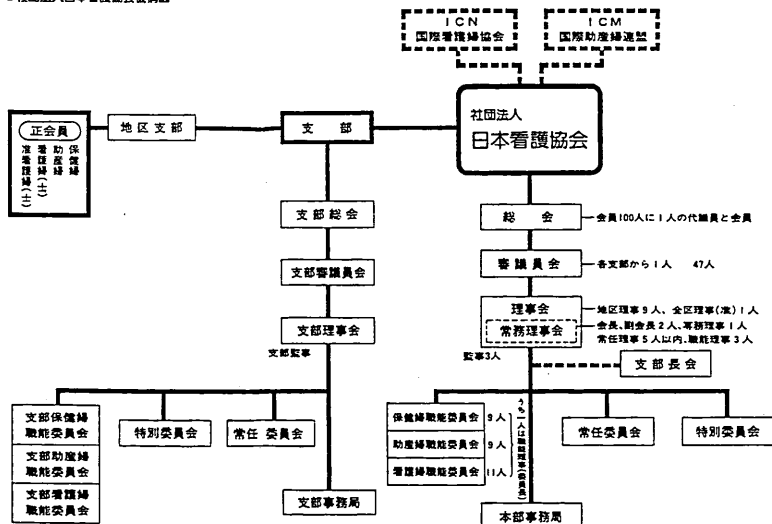 ICN
国際看護婦協会
ICM
国際助産婦連盟
社団法人
日本看護協会
支部
地区支部
正会員
保健婦
助産婦
看護婦(士)
准看護婦(士)
支部総会
支部審議員会
支部理事会
支部監事
支部保健婦
職能委員会
支部助産婦
職能委員会
支部看護婦
職能委員会
特別委員会
常任委員会
支部事務局
総会
会員100人に1人の代議員と会員
審議員会
各支部から1人 47人
理事会
地区理事9人、全区理事(准)1人
常務理事会
会長、副会長2人、専務理事1人
常任理事5人以内、職能理事3人
監事3人
支部長会
保健婦職能委員会 9人
助産婦職能委員会 9人
看護婦職能委員会 11人
うち一人は職能理事(委員長)
常任委員会
特別委員会
本部事務局